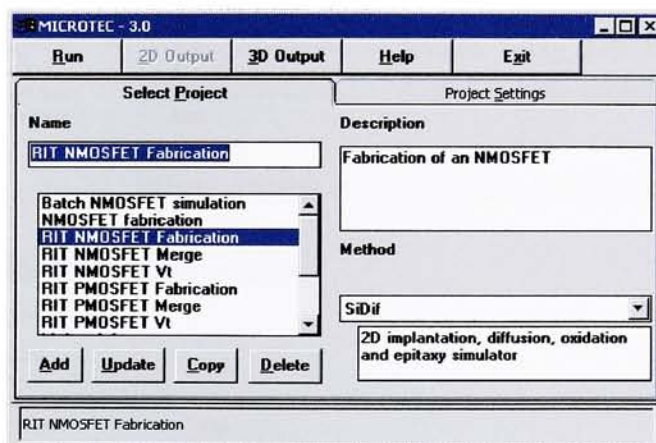 MICROTEC - 3.0
Run 2D Output 3D Output Help Exit
Select Project Project Settings
Name
RIT NMOSFET Fabrication
Batch NMOSFET simulation
NMOSFET fabrication
RIT NMOSFET Fabrication
RIT NMOSFET Merge
RIT NMOSFET Vt
RIT PMOSFET Fabrication
RIT PMOSFET Merge
RIT PMOSFET Vt
Add Update Copy Delete
Description
Fabrication of an NMOSFET
Method
SiDif
2D implantation, diffusion, oxidation
and epitaxy simulator
RIT NMOSFET Fabrication